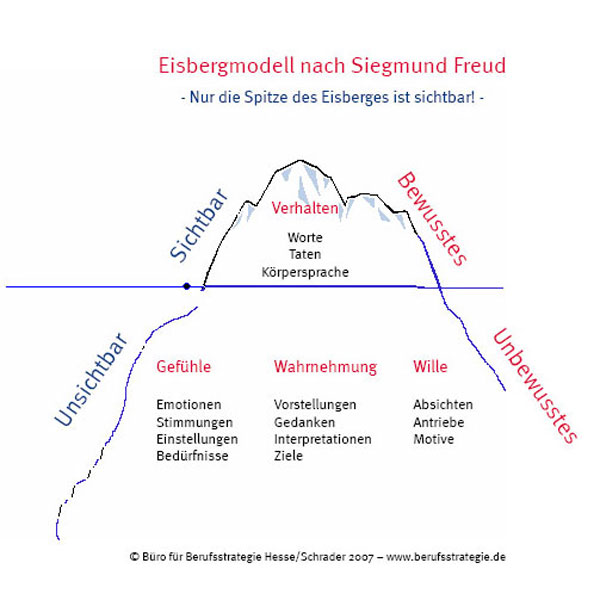 Eisbergmodell nach Siegmund Freud
- Nur die Spitze des Eisberges ist sichtbar! -
Sichtbar
Bewusstes
Verhalten
Worte
Taten
Körpersprache
Unsichtbar
Unbewusstes
Gefühle
Emotionen
Stimmungen
Einstellungen
Bedürfnisse
Wahrnehmung
Vorstellungen
Gedanken
Interpretationen
Ziele
Wille
Absichten
Antriebe
Motive
© Büro für Berufsstrategie Hesse/Schrader 2007 – www.berufsstrategie.de